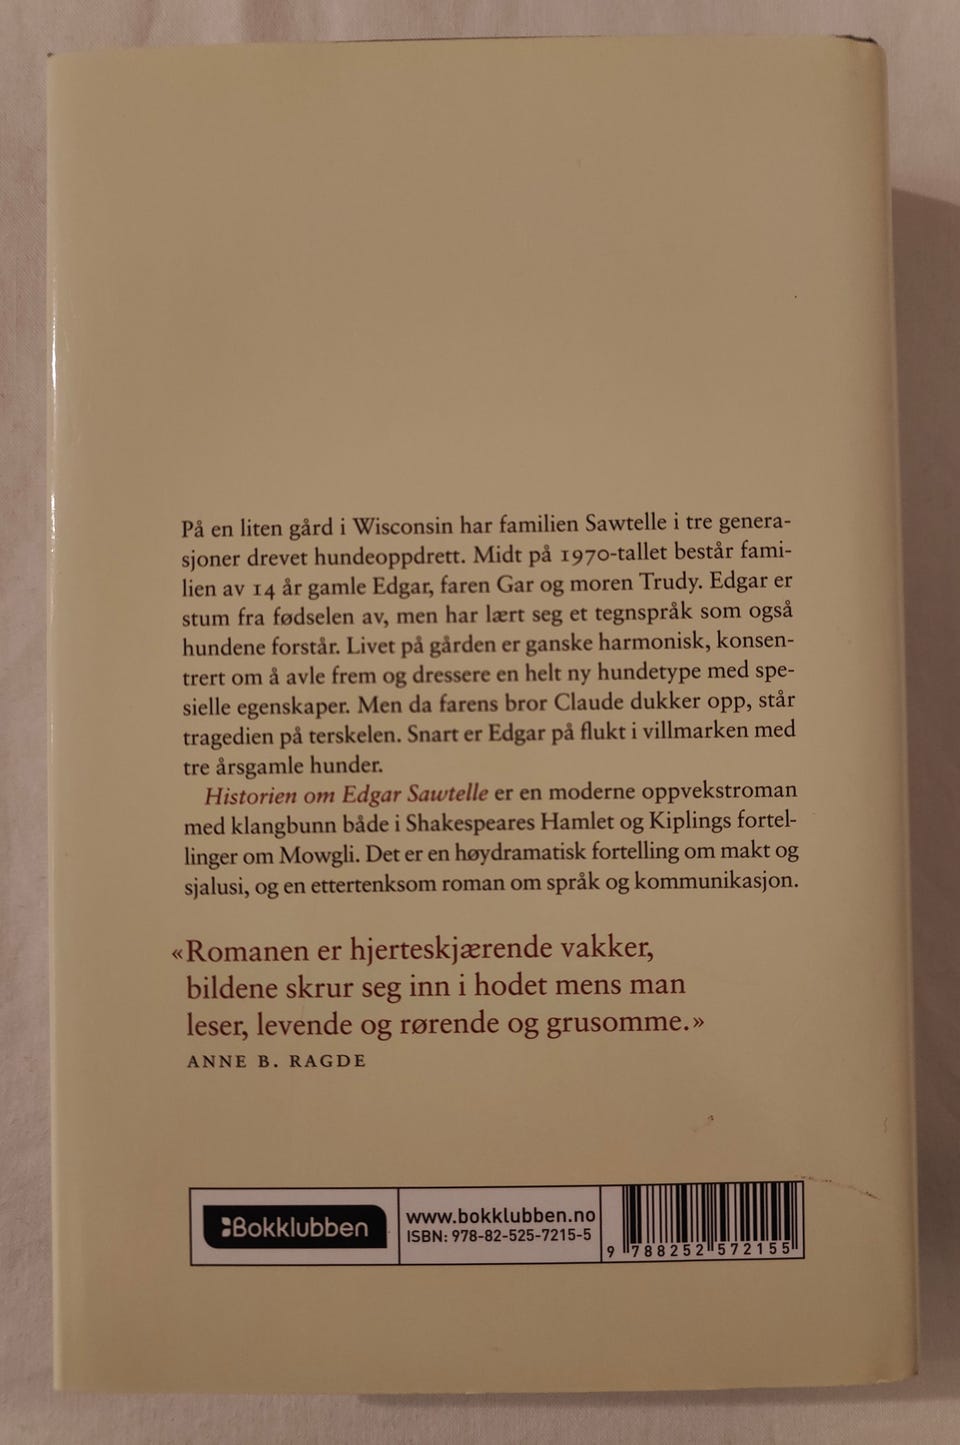 På en liten gård i Wisconsin har familien Sawtelle i tre genera-
sjoner drevet hundeoppdrett. Midt på 1970-tallet består fami-
lien av 14 år gamle Edgar, faren Gar og moren Trudy. Edgar er
stum fra fødselen av, men har lært seg et tegnspråk som også
hundene forstår. Livet på gården er ganske harmonisk, konsen-
trert om å avle frem og dressere en helt ny hundetype med spe-
sielle egenskaper. Men da farens bror Claude dukker opp, står
tragedien på terskelen. Snart er Edgar på flukt i villmarken med
tre årsgamle hunder.
Historien om Edgar Sawtelle er en moderne oppvekstroman
med klangbunn både i Shakespeares Hamlet og Kiplings fortel-
linger om Mowgli. Det er en høydramatisk fortelling om makt og
sjalusi, og en ettertenksom roman om språk og kommunikasjon.
«Romanen er hjerteskjærende vakker,
bildene skrur seg inn i hodet mens man
leser, levende og rørende og grusomme.»
ANNE B. RAGDE
Bokklubben
www.bokklubben.no
ISBN: 978-82-525-7215-5
9 788252 572155